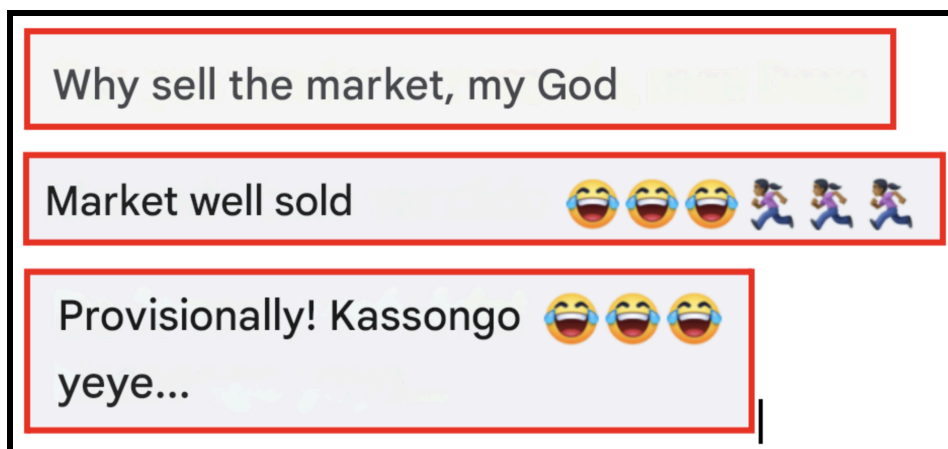 Why sell the market, my God
Market well sold 😂😂😂🏃🏾‍♀️🏃🏾‍♀️🏃🏾‍♀️
Provisionally! Kassongo 😂😂😂
yeye...